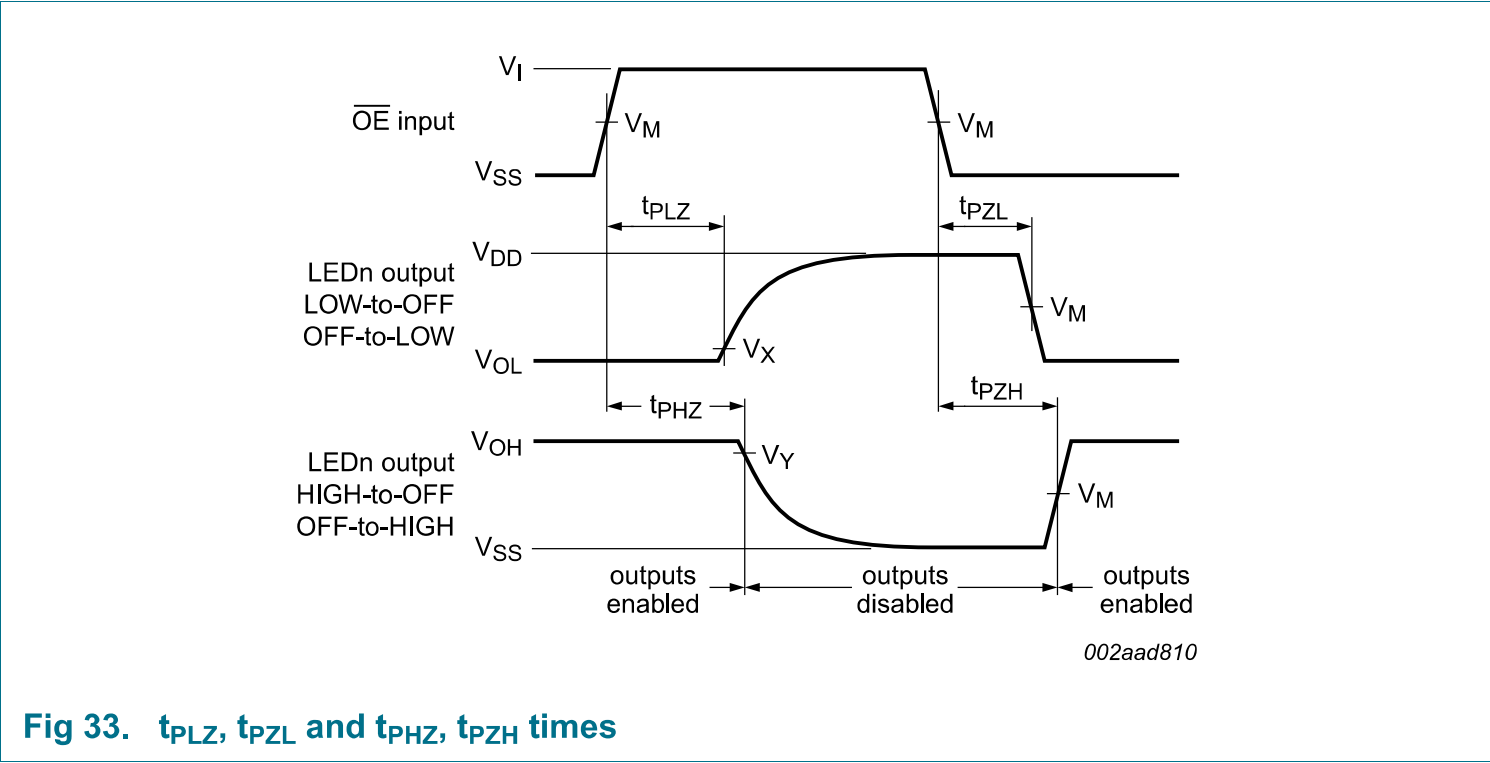 VI
O̅E̅ input
VM
VM
VSS
tPLZ
tPZL
VDD
LEDn output
LOW-to-OFF
OFF-to-LOW
VM
VX
VOL
tPHZ
tPZH
VOH
LEDn output
HIGH-to-OFF
OFF-to-HIGH
VY
VM
VSS
outputs
enabled
outputs
disabled
outputs
enabled
002aad810
Fig 33. tPLZ, tPZL and tPHZ, tPZH times